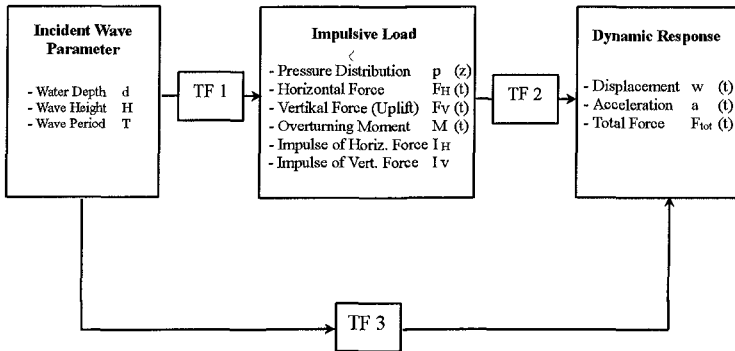 Incident Wave
Parameter
- Water Depth d
- Wave Height H
- Wave Period T
TF 1
Impulsive Load
- Pressure Distribution p (z)
- Horizontal Force FH (t)
- Vertikal Force (Uplift) Fv (t)
- Overturning Moment M (t)
- Impulse of Horiz. Force I H
- Impulse of Vert. Force I v
TF 2
Dynamic Response
- Displacement w (t)
- Acceleration a (t)
- Total Force Ftot (t)
TF 3